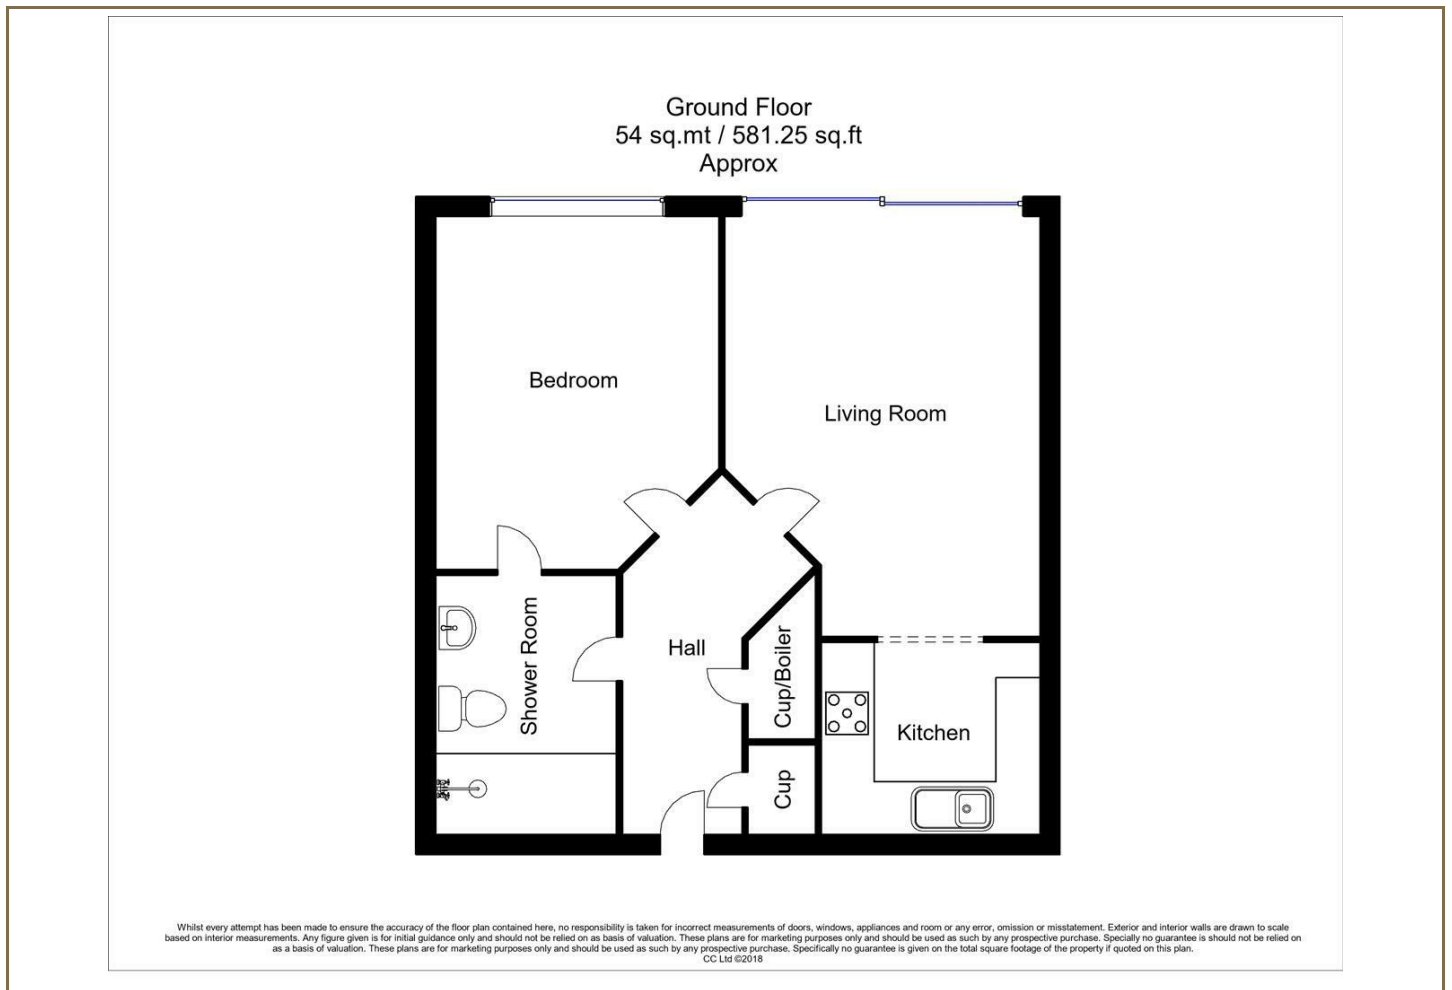 Ground Floor
54 sq.mt / 581.25 sq.ft
Approx
Bedroom
Living Room
Shower Room
Hall
Cup/Boiler
Kitchen
Cup
Whilst every attempt has been made to ensure the accuracy of the floor plan contained here, no responsibility is taken for incorrect measurements of doors, windows, appliances and room or any error, omission or misstatement. Exterior and interior walls are drawn to scale
based on interior measurements. Any figure given is for initial guidance only and should not be relied on as basis of valuation. These plans are for marketing purposes only and should be used as such by any prospective purchase. Specially no guarantee is should not be relied on
as a basis of valuation. These plans are for marketing purposes only and should be used as such by any prospective purchase. Specifically no guarantee is given on the total square footage of the property if quoted on this plan.
CC Ltd ©2018